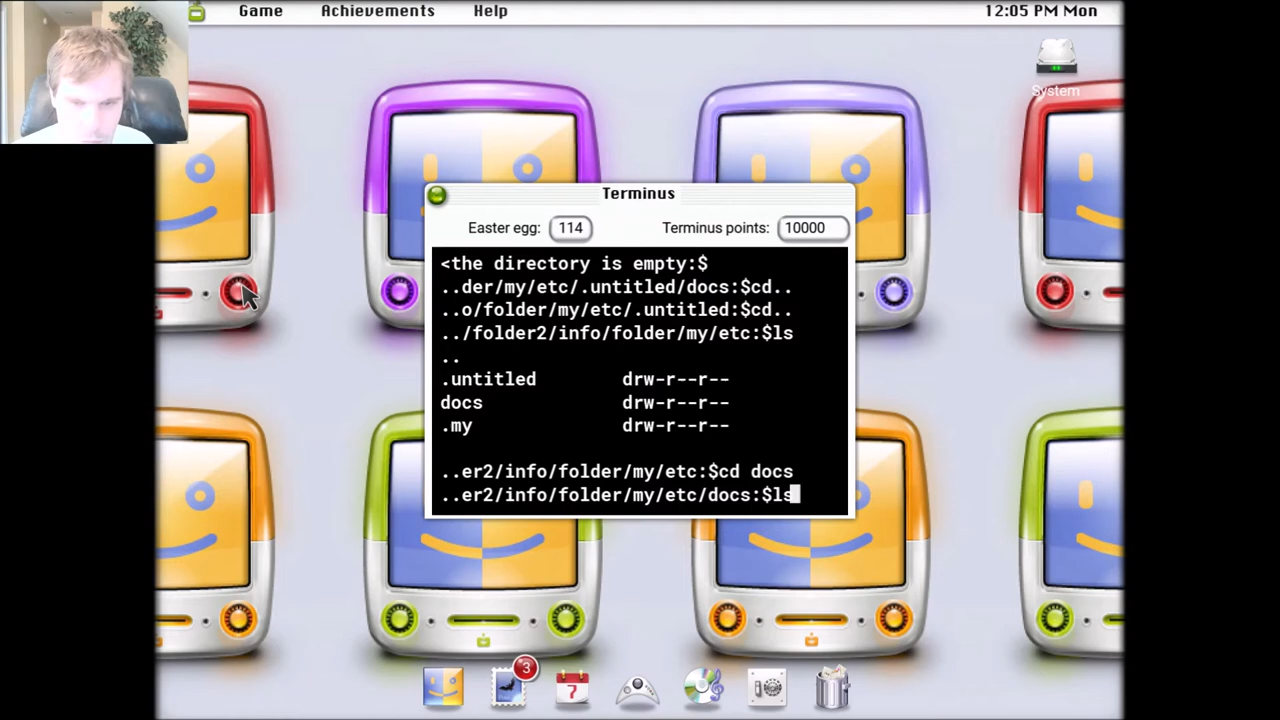 Game Achievements Help 12:05 PM Mon
System
Terminus
Easter egg: 114 Terminus points: 10000
<the directory is empty:$
..der/my/etc/.untitled/docs:$cd..
..o/folder/my/etc/.untitled:$cd..
../folder2/info/folder/my/etc:$ls
..
.untitled drw-r--r--
docs drw-r--r--
.my drw-r--r--
..er2/info/folder/my/etc:$cd docs
..er2/info/folder/my/etc/docs:$ls
3
7